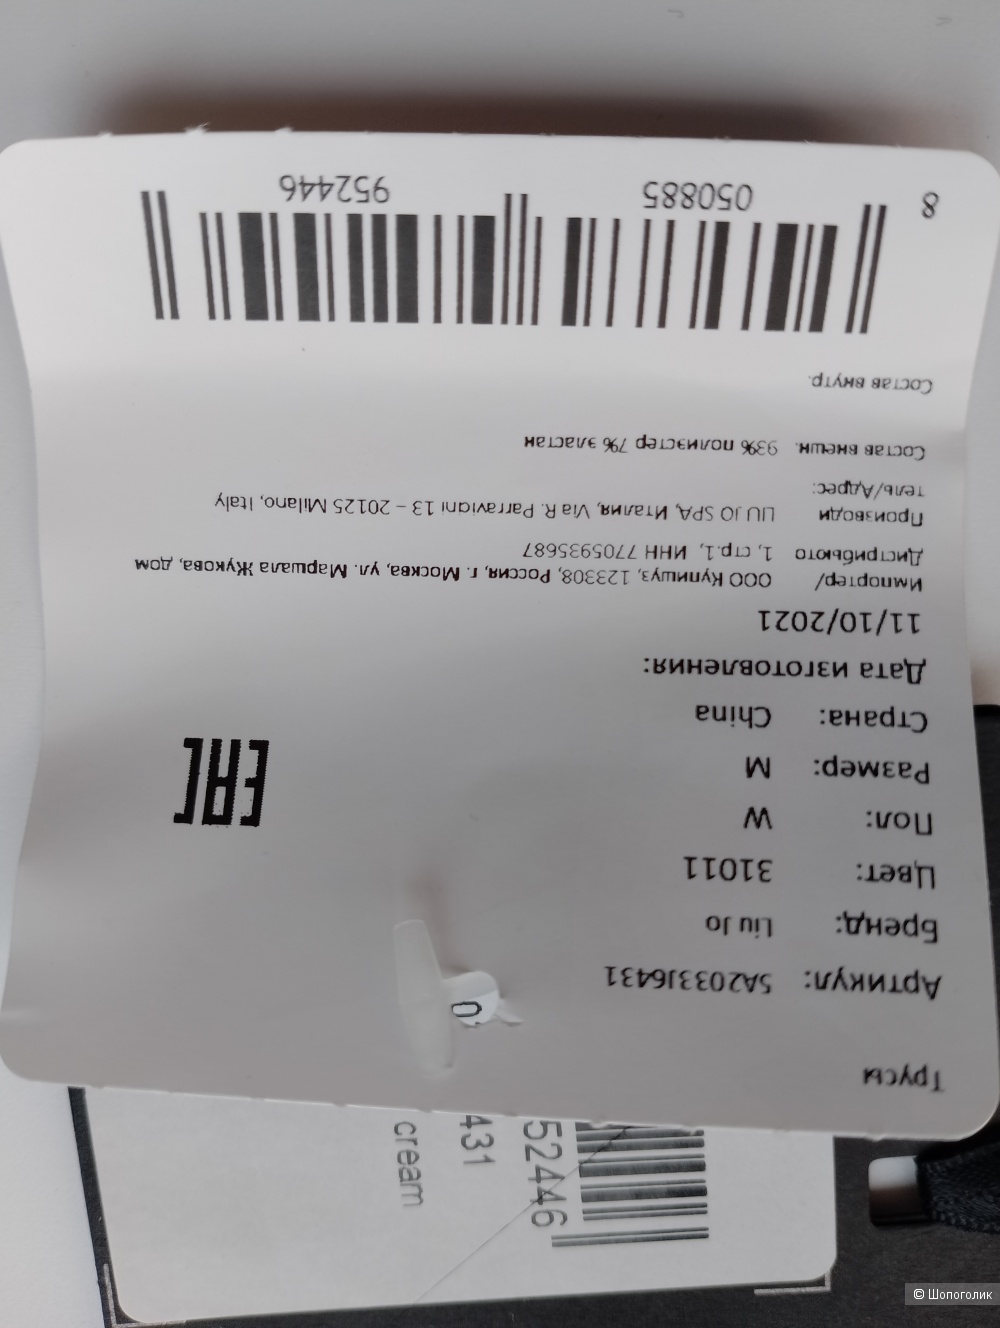 Трусы
Артикул: 5A2033J6431
Бренд: Liu Jo
Цвет: 31011
Пол: W
Размер: M
Страна: China
Дата изготовления:
11/10/2021
Импортер/ ООО Купишуз, 123308, Россия, г. Москва, ул. Маршала Жукова, дом
Дистрибьюто 1, стр.1, ИНН 7705935687
Производи LIU JO SPA, Италия, Via R. Parraviani 13 – 20125 Milano, Italy
тель/Адрес:
Состав внешн. 93% полиэстер 7% эластан
Состав внутр.
8 050885 952446
EAC
52446
431
cream
© Шопоголик